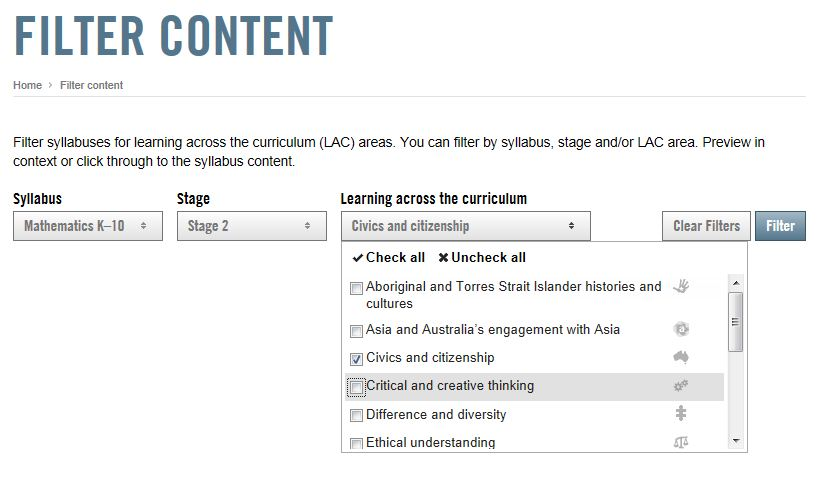 FILTER CONTENT
Home › Filter content
Filter syllabuses for learning across the curriculum (LAC) areas. You can filter by syllabus, stage and/or LAC area. Preview in
context or click through to the syllabus content.
Syllabus Stage Learning across the curriculum
Mathematics K–10 Stage 2 Civics and citizenship Clear Filters Filter
Check all Uncheck all
Aboriginal and Torres Strait Islander histories and
cultures
Asia and Australia's engagement with Asia
Civics and citizenship
Critical and creative thinking
Difference and diversity
Ethical understanding